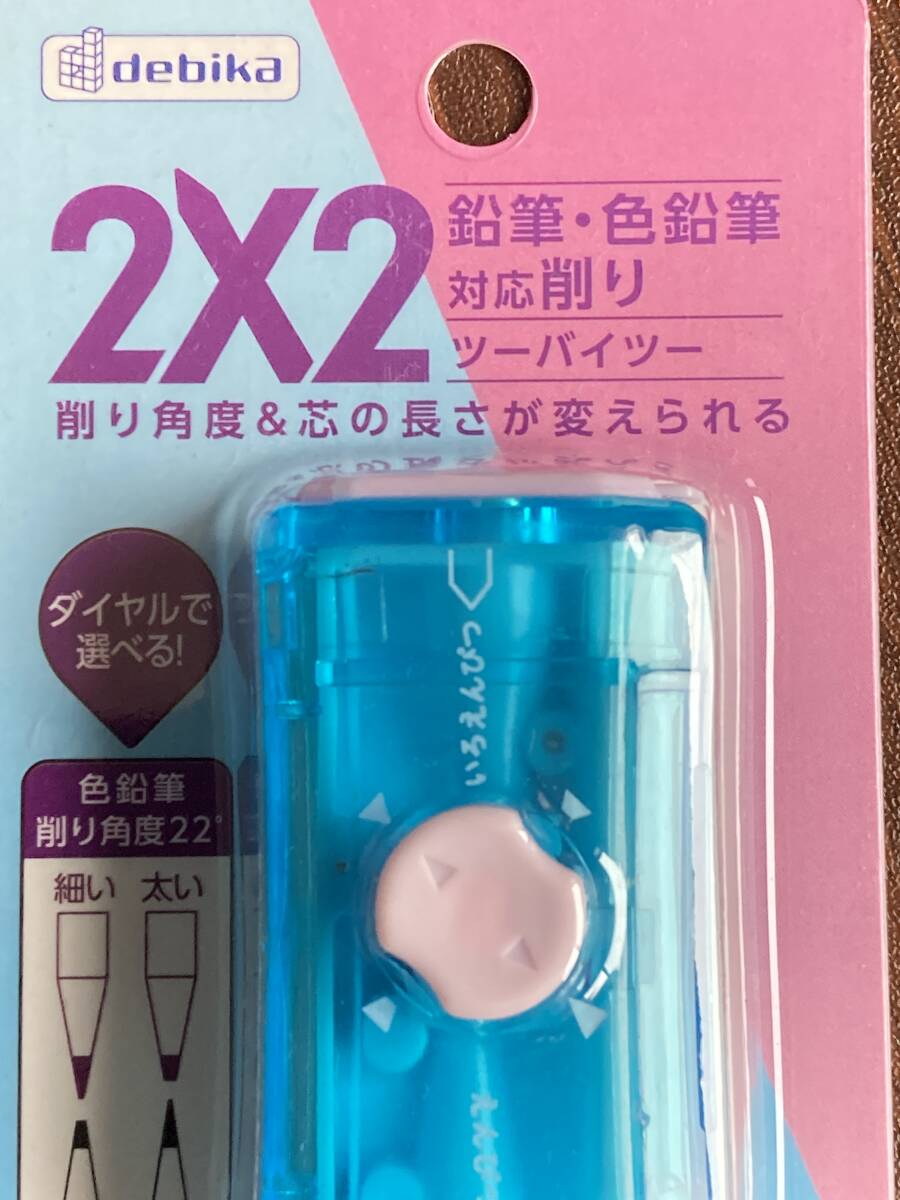 debika
2X2
鉛筆・色鉛筆
対応削り
ツーバイツー
削り角度&芯の長さが変えられる
ダイヤルで
選べる!
色鉛筆
削り角度22°
細い 太い
いろえんぴつ